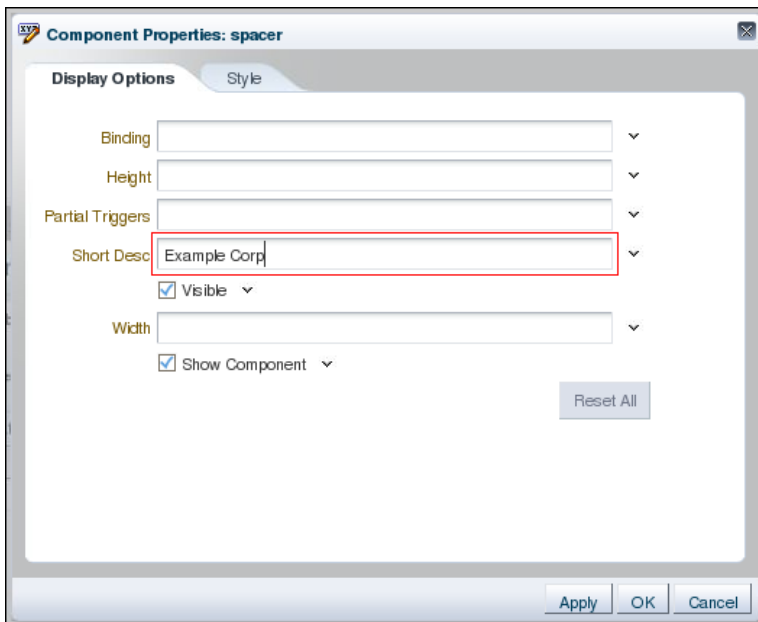 Component Properties: spacer
Display Options Style
Binding
Height
Partial Triggers
Short Desc Example Corp
Visible
Width
Show Component
Reset All
Apply OK Cancel